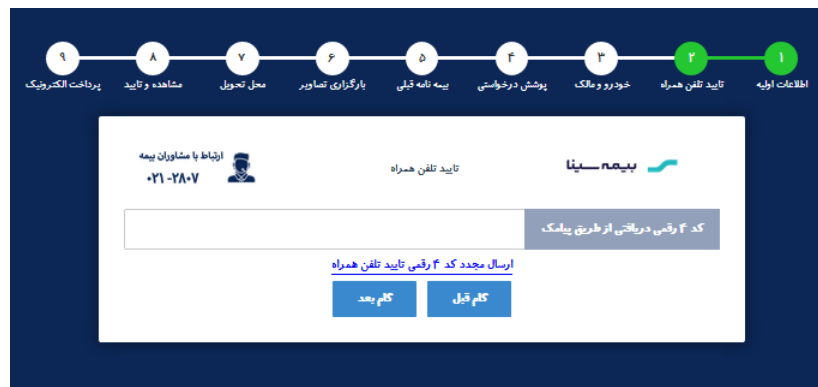 ۱ ۲ ۳ ۴ ۵ ۶ ۷ ۸ ۹
اطلاعات اولیه تایید تلفن همراه خودرو و مالک پوشش درخواستی بیمه نامه قبلی بارگزاری تصاویر محل تحویل مشاهده و تایید پرداخت الکترونیک
بیمه سینا
تایید تلفن همراه
ارتباط با مشاوران بیمه
۰۲۱-۲۸۰۷
کد ۴ رقمی دریافتی از طریق پیامک
ارسال مجدد کد ۴ رقمی تایید تلفن همراه
گام قبل گام بعد